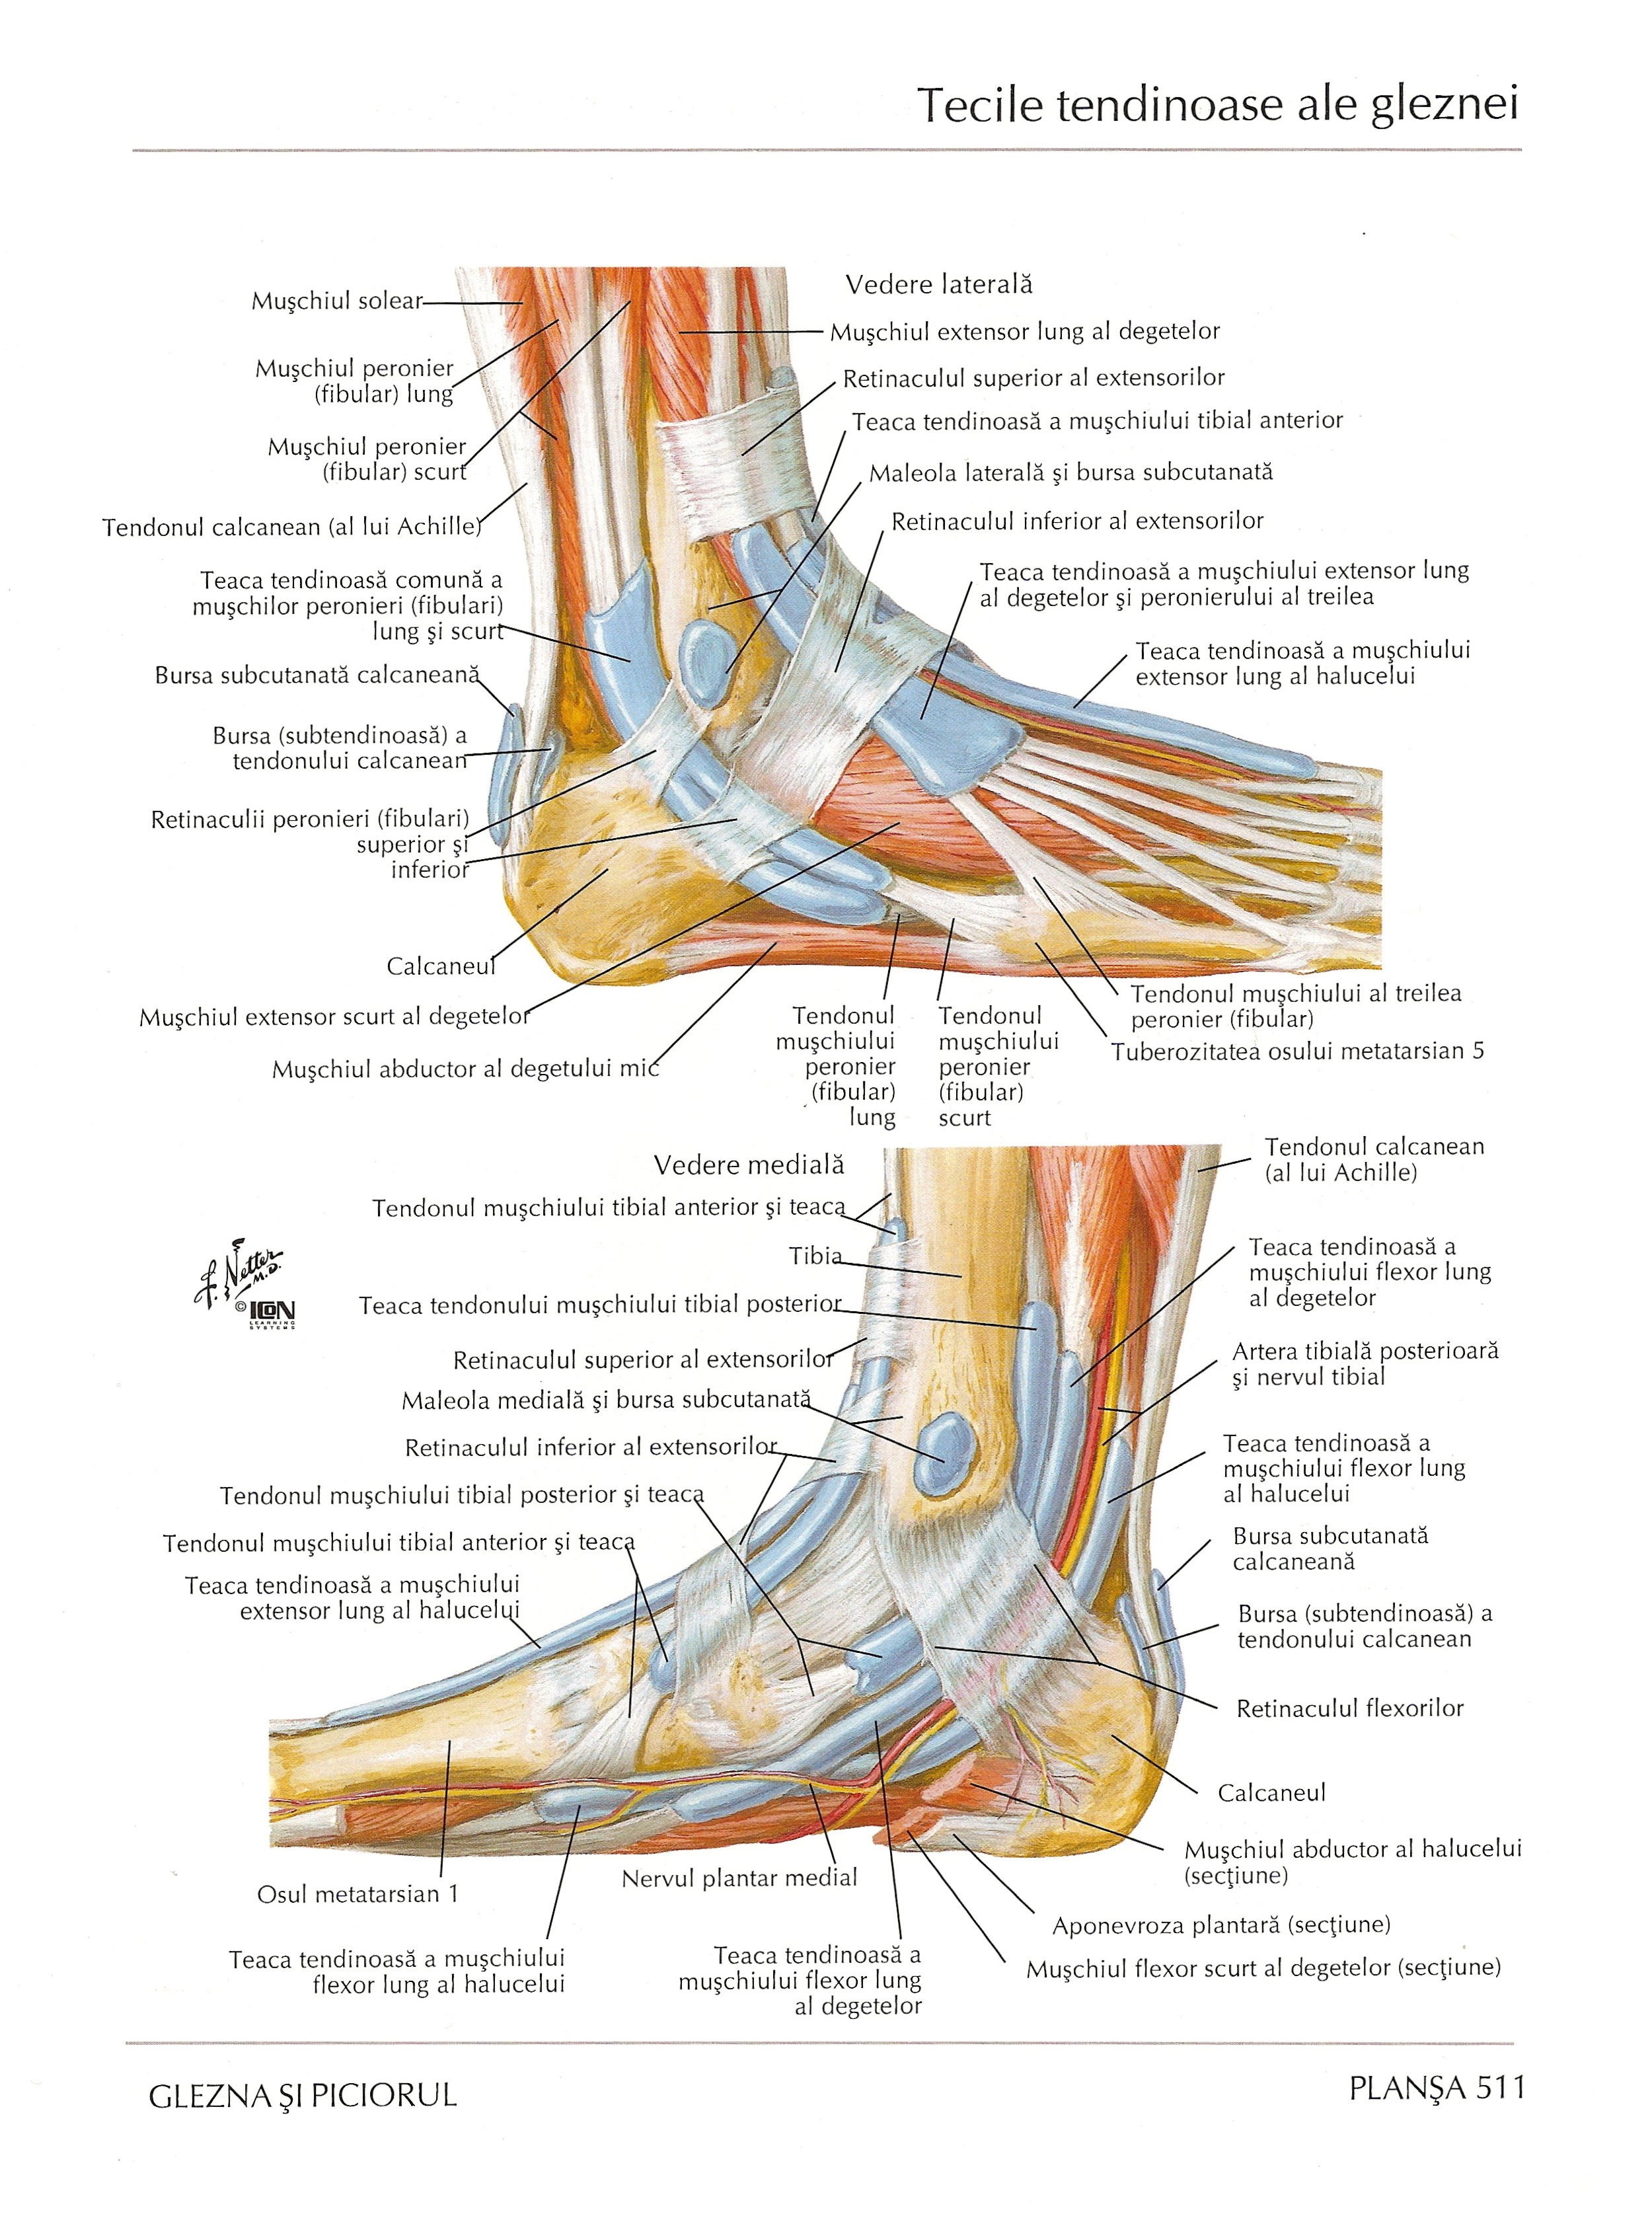 Tecile tendinoase ale gleznei
Vedere laterală
Muşchiul solear
Muşchiul peronier
(fibular) lung
Muşchiul peronier
(fibular) scurt
Tendonul calcanean (al lui Achille)
Teaca tendinoasă comună a
muşchilor peronieri (fibulari)
lung şi scurt
Bursa subcutanată calcaneană
Bursa (subtendinoasă) a
tendonului calcanean
Retinaculii peronieri (fibulari)
superior şi
inferior
Calcaneul
Muşchiul extensor scurt al degetelor
Muşchiul abductor al degetului mic
Muşchiul extensor lung al degetelor
Retinaculul superior al extensorilor
Teaca tendinoasă a muşchiului tibial anterior
Maleola laterală şi bursa subcutanată
Retinaculul inferior al extensorilor
Teaca tendinoasă a muşchiului extensor lung
al degetelor şi peronierului al treilea
Teaca tendinoasă a muşchiului
extensor lung al halucelui
Tendonul
muşchiului
peronier
(fibular)
lung
Tendonul
muşchiului
peronier
(fibular)
scurt
Tendonul muşchiului al treilea
peronier (fibular)
Tuberozitatea osului metatarsian 5
Vedere medială
Tendonul muşchiului tibial anterior şi teaca
Tibia
Teaca tendonului muşchiului tibial posterior
Retinaculul superior al extensorilor
Maleola medială şi bursa subcutanată
Retinaculul inferior al extensorilor
Tendonul muşchiului tibial posterior şi teaca
Tendonul muşchiului tibial anterior şi teaca
Teaca tendinoasă a muşchiului
extensor lung al halucelui
Osul metatarsian 1
Teaca tendinoasă a muşchiului
flexor lung al halucelui
Nervul plantar medial
Teaca tendinoasă a
muşchiului flexor lung
al degetelor
Tendonul calcanean
(al lui Achille)
Teaca tendinoasă a
muşchiului flexor lung
al degetelor
Artera tibială posterioară
şi nervul tibial
Teaca tendinoasă a
muşchiului flexor lung
al halucelui
Bursa subcutanată
calcaneană
Bursa (subtendinoasă) a
tendonului calcanean
Retinaculul flexorilor
Calcaneul
Muşchiul abductor al halucelui
(secţiune)
Aponevroza plantară (secţiune)
Muşchiul flexor scurt al degetelor (secţiune)
F. Netter
M.D.
© ICON
LEARNING
SYSTEMS
GLEZNA ŞI PICIORUL
PLANŞA 511